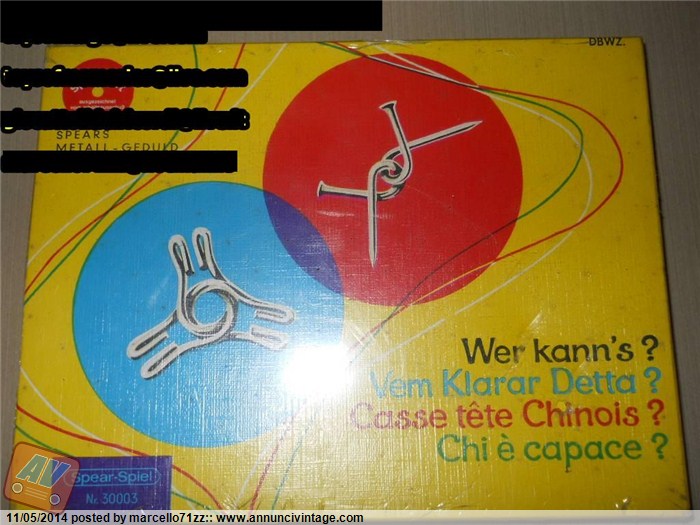 DBWZ.
ausgezeichnet
SPEARS
METALL - GEDULD
Wer kann's ?
Vem Klarar Detta ?
Casse tête Chinois ?
Chi è capace ?
Spear-Spiel
Nr. 30003
AV
11/05/2014 posted by marcello71zz:: www.annuncivintage.com